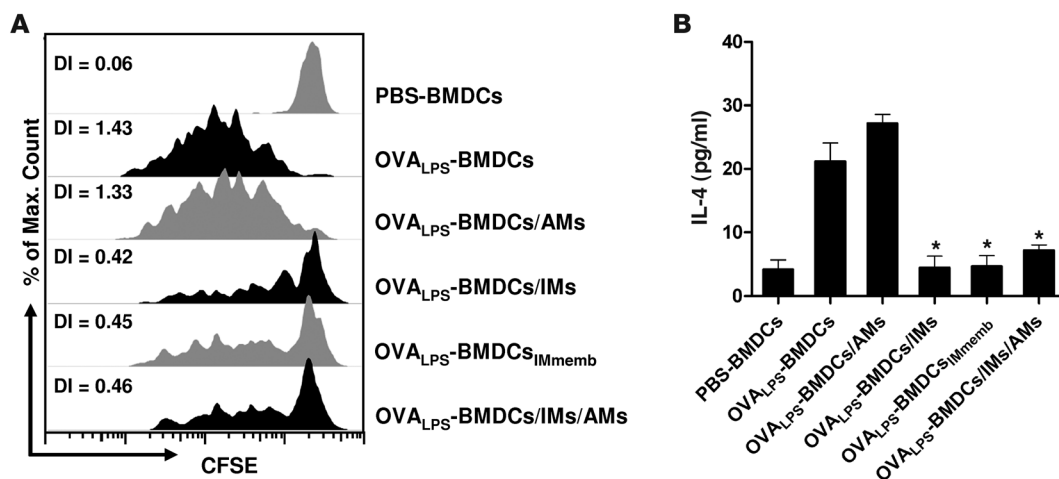 A
% of Max. Count
DI = 0.06
PBS-BMDCs
DI = 1.43
OVALPS-BMDCs
DI = 1.33
OVALPS-BMDCs/AMs
DI = 0.42
OVALPS-BMDCs/IMs
DI = 0.45
OVALPS-BMDCsIMmemb
DI = 0.46
OVALPS-BMDCs/IMs/AMs
CFSE
B
IL-4 (pg/ml)
40
30
20
10
0
* * *
PBS-BMDCs
OVALPS-BMDCs
OVALPS-BMDCs/AMs
OVALPS-BMDCs/IMs
OVALPS-BMDCsIMmemb
OVALPS-BMDCs/IMs/AMs